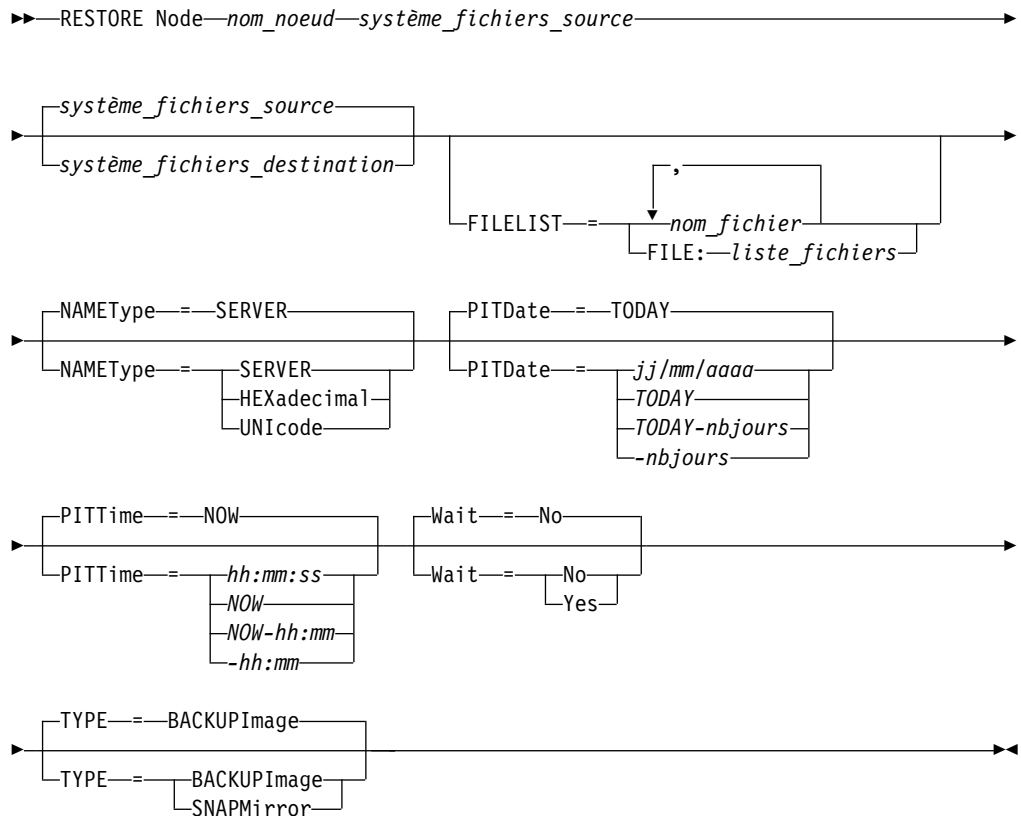 RESTORE Node nom_noeud système_fichiers_source
système_fichiers_source
système_fichiers_destination
,
FILELIST = nom_fichier
FILE: liste_fichiers
NAMEType = SERVER
NAMEType = SERVER
HEXadecimal
UNIcode
PITDate = TODAY
PITDate = jj/mm/aaaa
TODAY
TODAY-nbjours
-nbjours
PITTime = NOW
PITTime = hh:mm:ss
NOW
NOW-hh:mm
-hh:mm
Wait = No
Wait = No
Yes
TYPE = BACKUPImage
TYPE = BACKUPImage
SNAPMirror